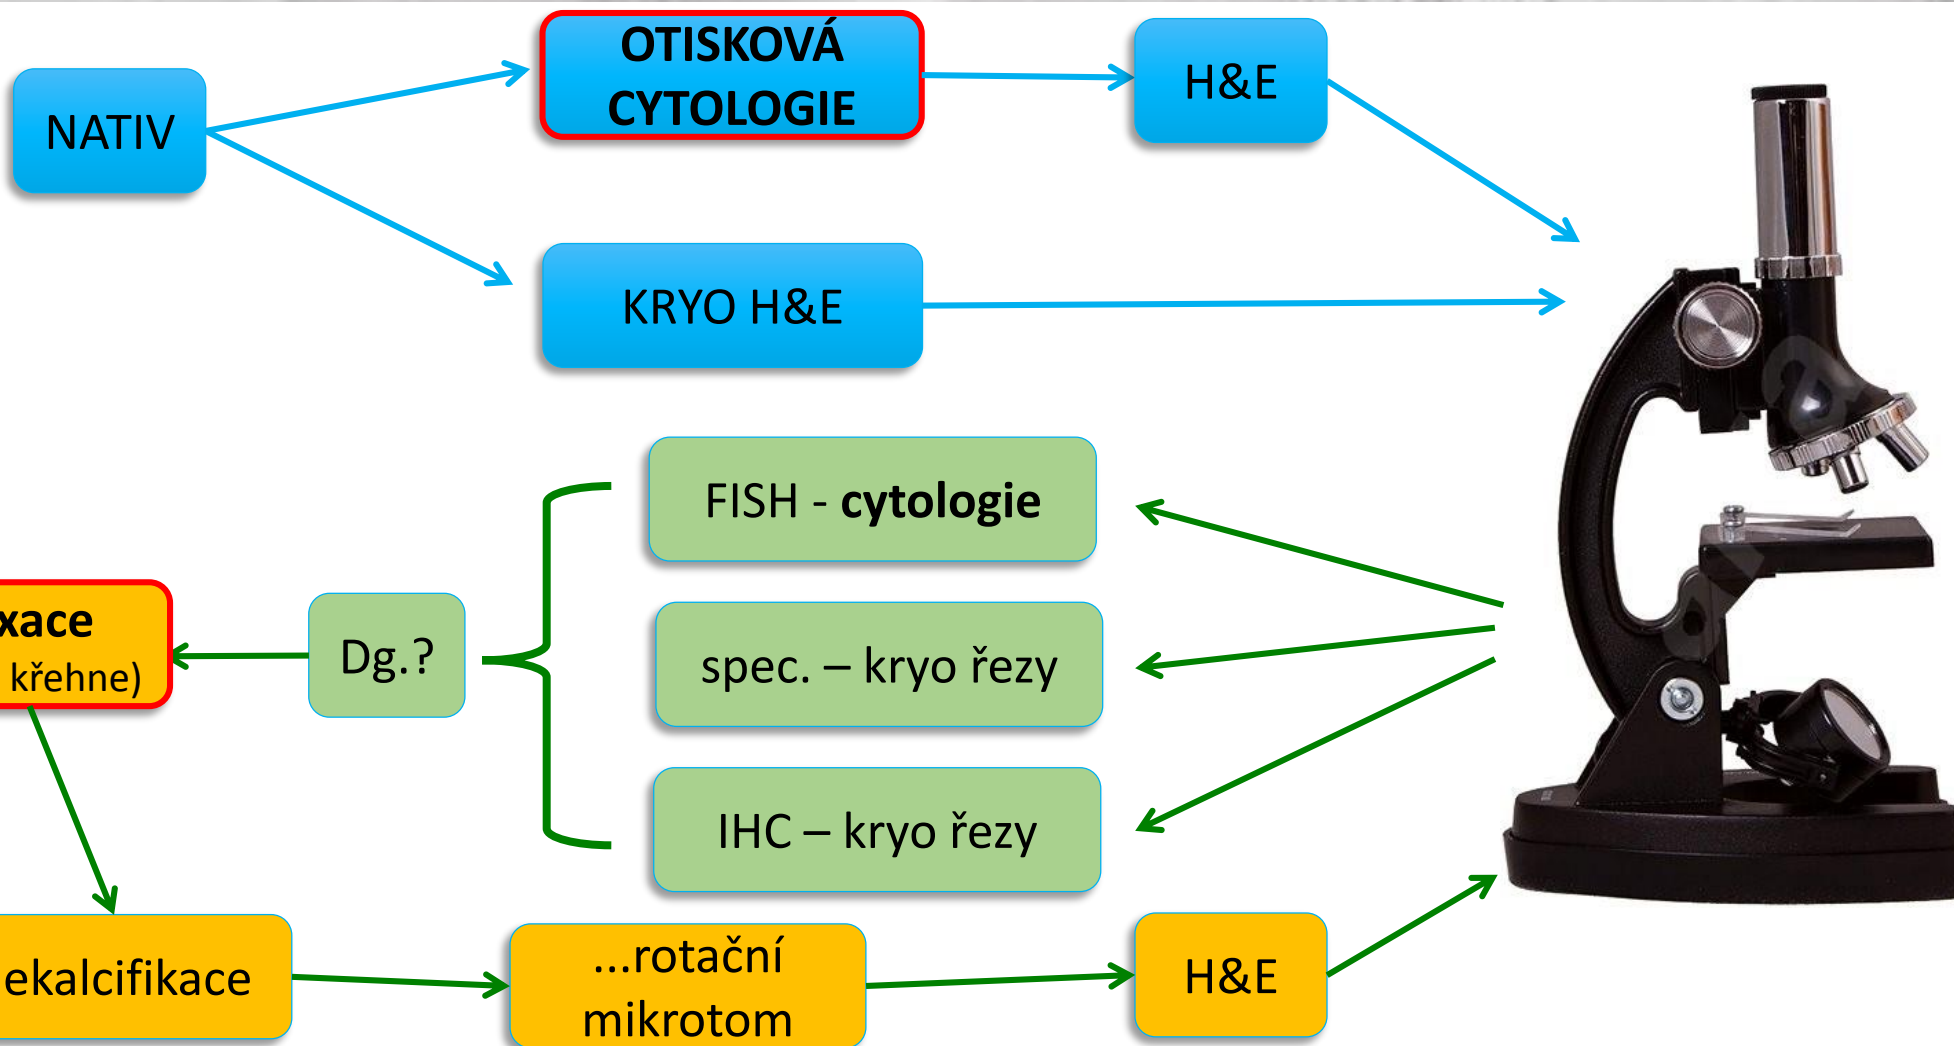 OTISKOVÁ
CYTOLOGIE
H&E
NATIV
KRYO H&E
FISH - cytologie
xace
křehne)
Dg.?
spec. – kryo řezy
IHC – kryo řezy
ekalcifikace
...rotační
mikrotom
H&E